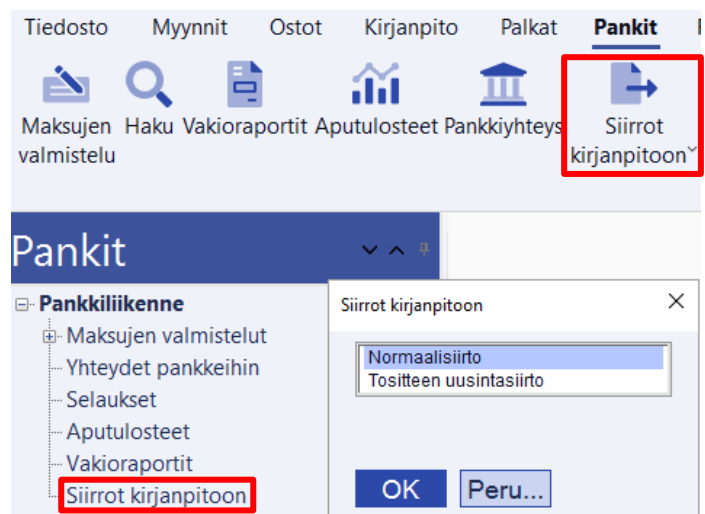 Tiedosto Myynnit Ostot Kirjanpito Palkat Pankit
Maksujen valmistelu Haku Vakioraportit Aputulosteet Pankkiyhteys Siirrot kirjanpitoon
Pankit
Pankkiliikenne
Maksujen valmistelut
Yhteydet pankkeihin
Selaukset
Aputulosteet
Vakioraportit
Siirrot kirjanpitoon
Siirrot kirjanpitoon
Normaalisiirto
Tositteen uusintasiirto
OK Peru...